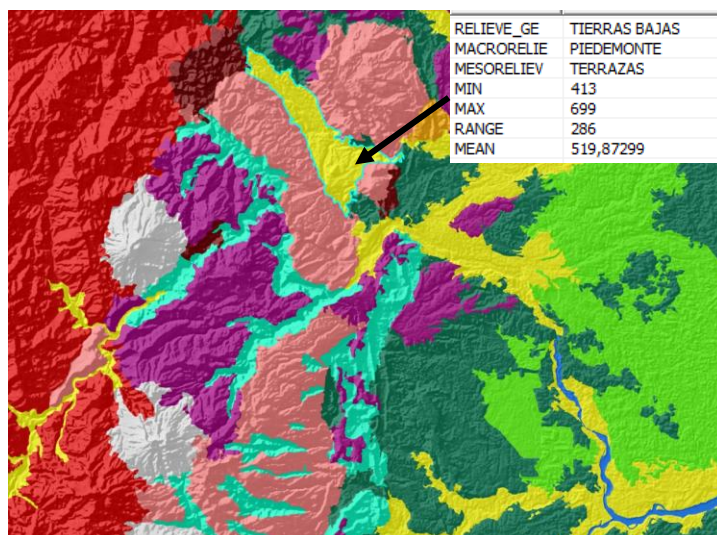 RELIEVE_GE TIERRAS BAJAS
MACRORELIE PIEDEMONTE
MESORELIEV TERRAZAS
MIN 413
MAX 699
RANGE 286
MEAN 519,87299